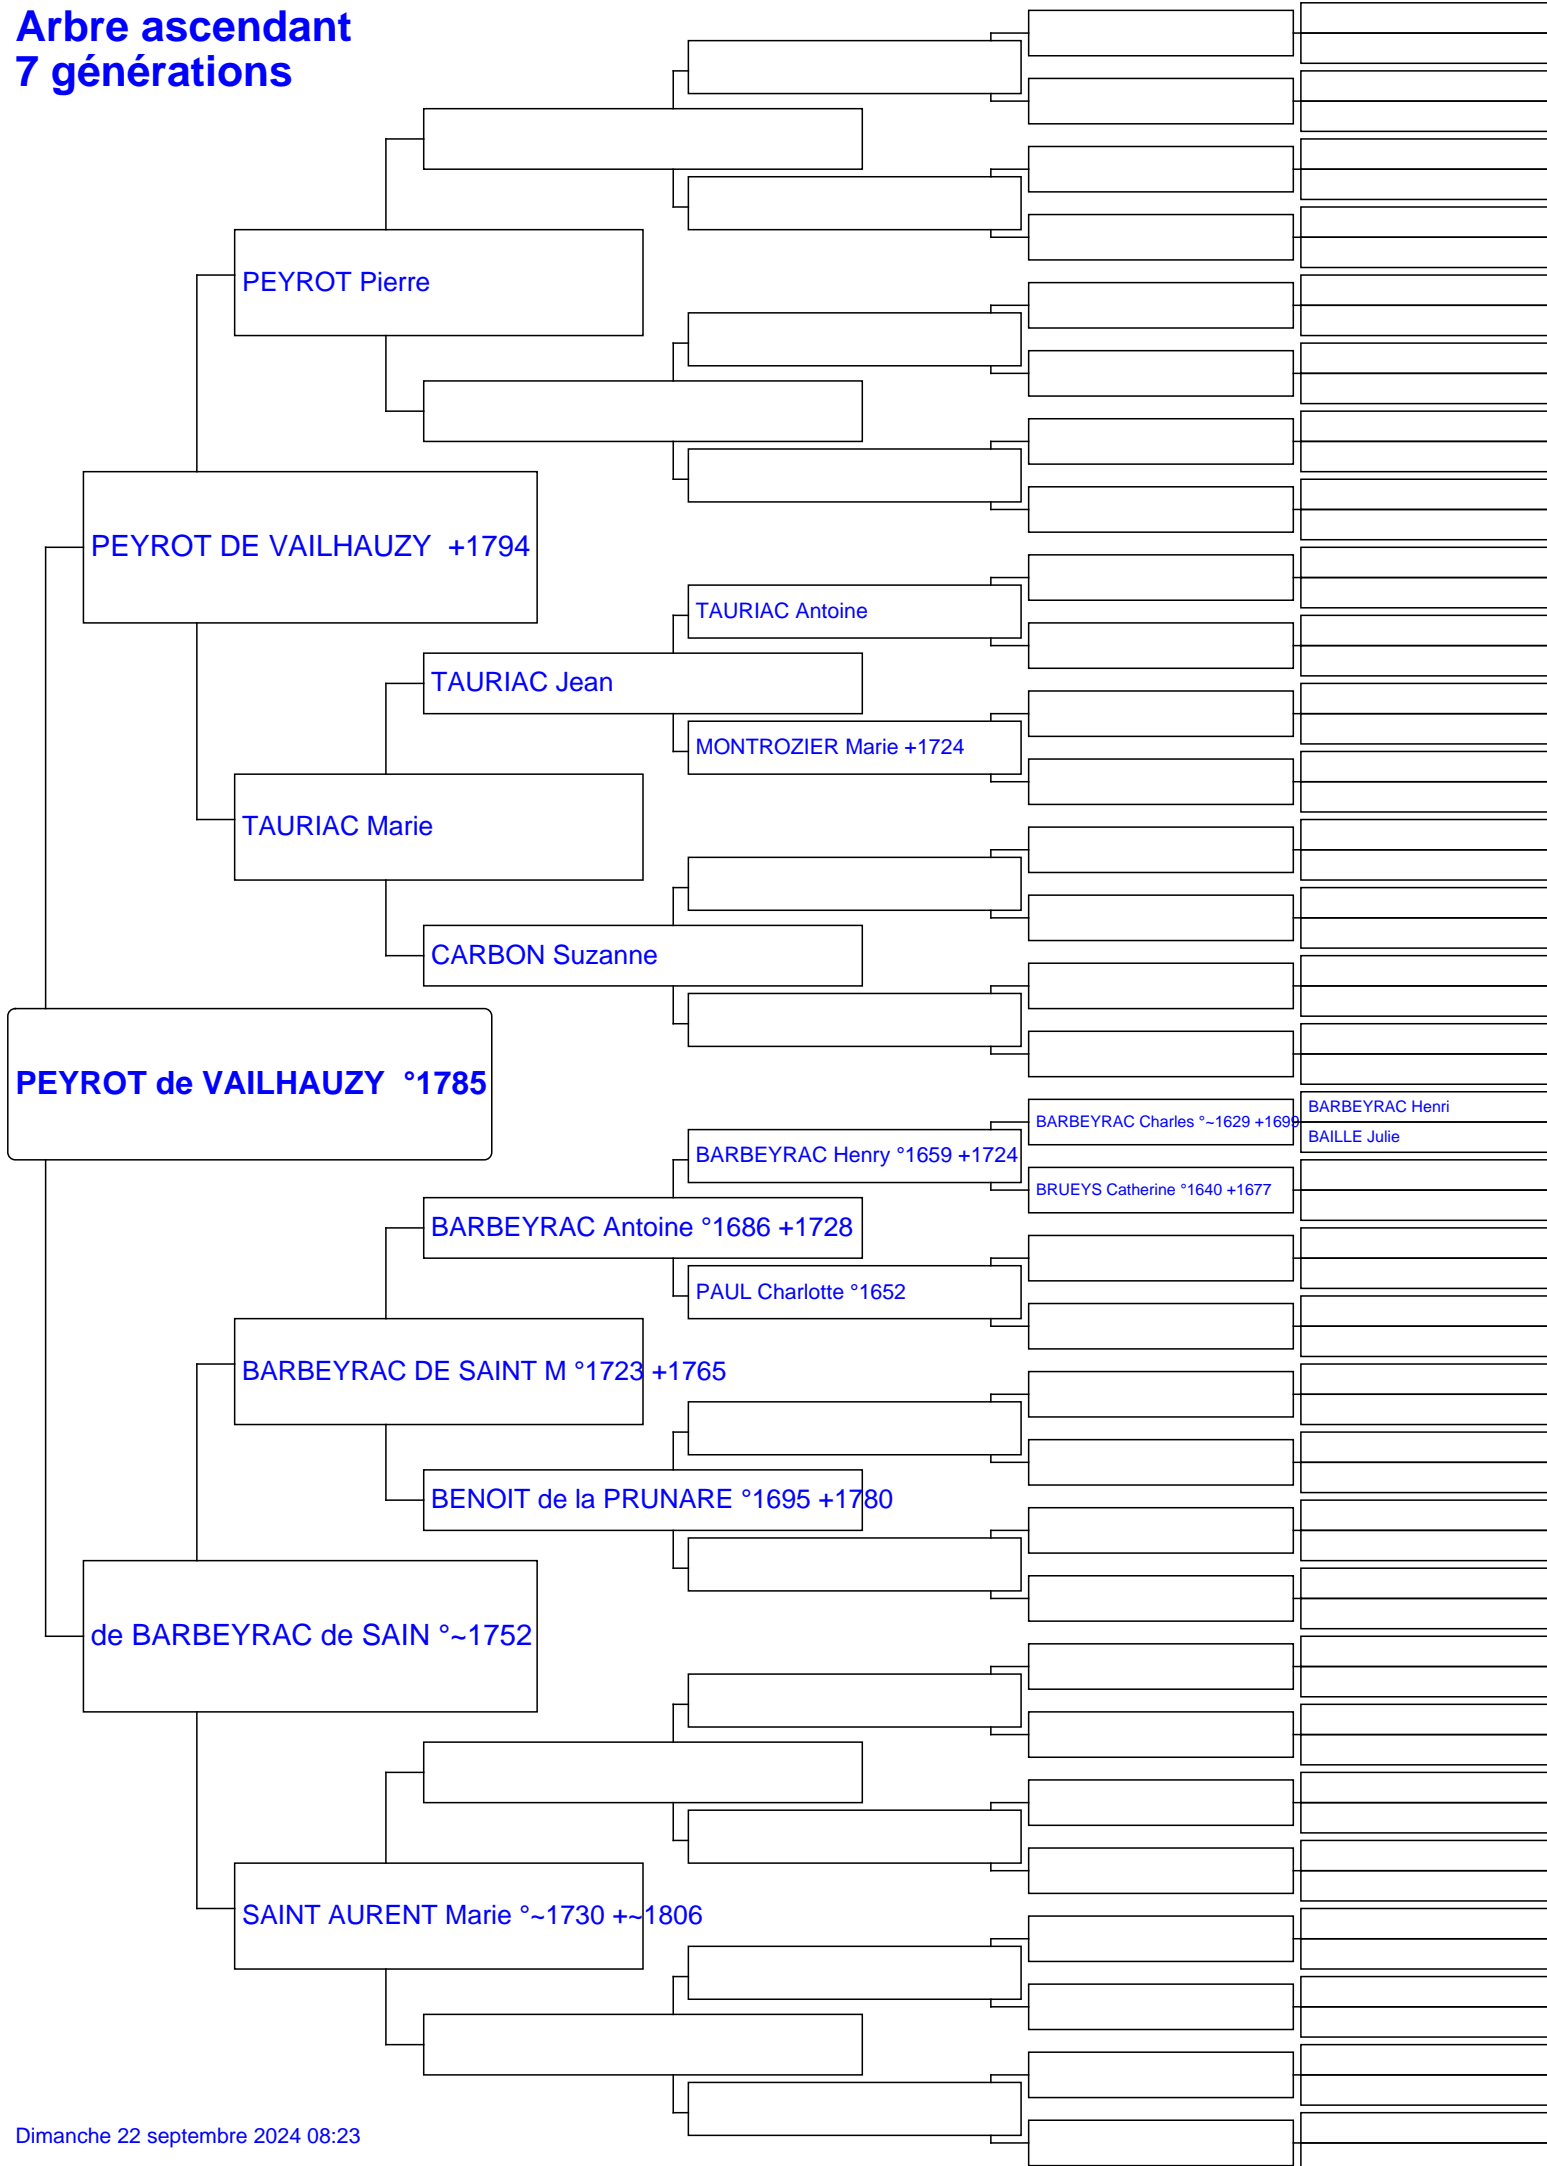 Arbre ascendant
7 générations
PEYROT Pierre
PEYROT DE VAILHAUZY  +1794
TAURIAC Antoine
TAURIAC Jean
MONTROZIER Marie +1724
TAURIAC Marie
CARBON Suzanne
PEYROT de VAILHAUZY  °1785
BARBEYRAC Henri
BARBEYRAC Charles °~1629 +1699
BAILLE Julie
BARBEYRAC Henry °1659 +1724
BRUEYS Catherine °1640 +1677
BARBEYRAC Antoine °1686 +1728
PAUL Charlotte °1652
BARBEYRAC DE SAINT M °1723 +1765
BENOIT de la PRUNARE °1695 +1780
de BARBEYRAC de SAIN °~1752
SAINT AURENT Marie °~1730 +~1806
Dimanche 22 septembre 2024 08:23